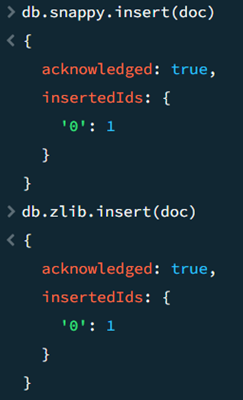 > db.snappy.insert(doc)
< {
acknowledged: true,
insertedIds: {
'0': 1
}
}
> db.zlib.insert(doc)
< {
acknowledged: true,
insertedIds: {
'0': 1
}
}